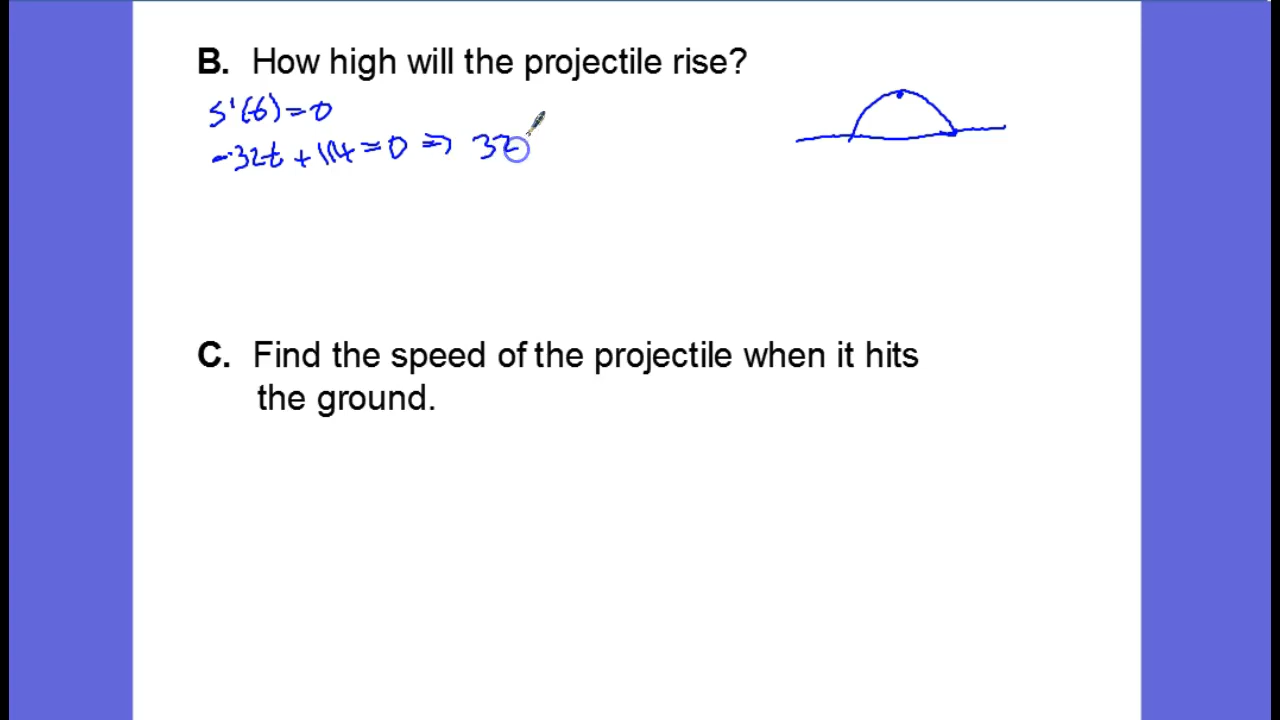 B. How high will the projectile rise?
s'(t)=0
-32t + 114 = 0 ⇒ 32
C. Find the speed of the projectile when it hits
the ground.